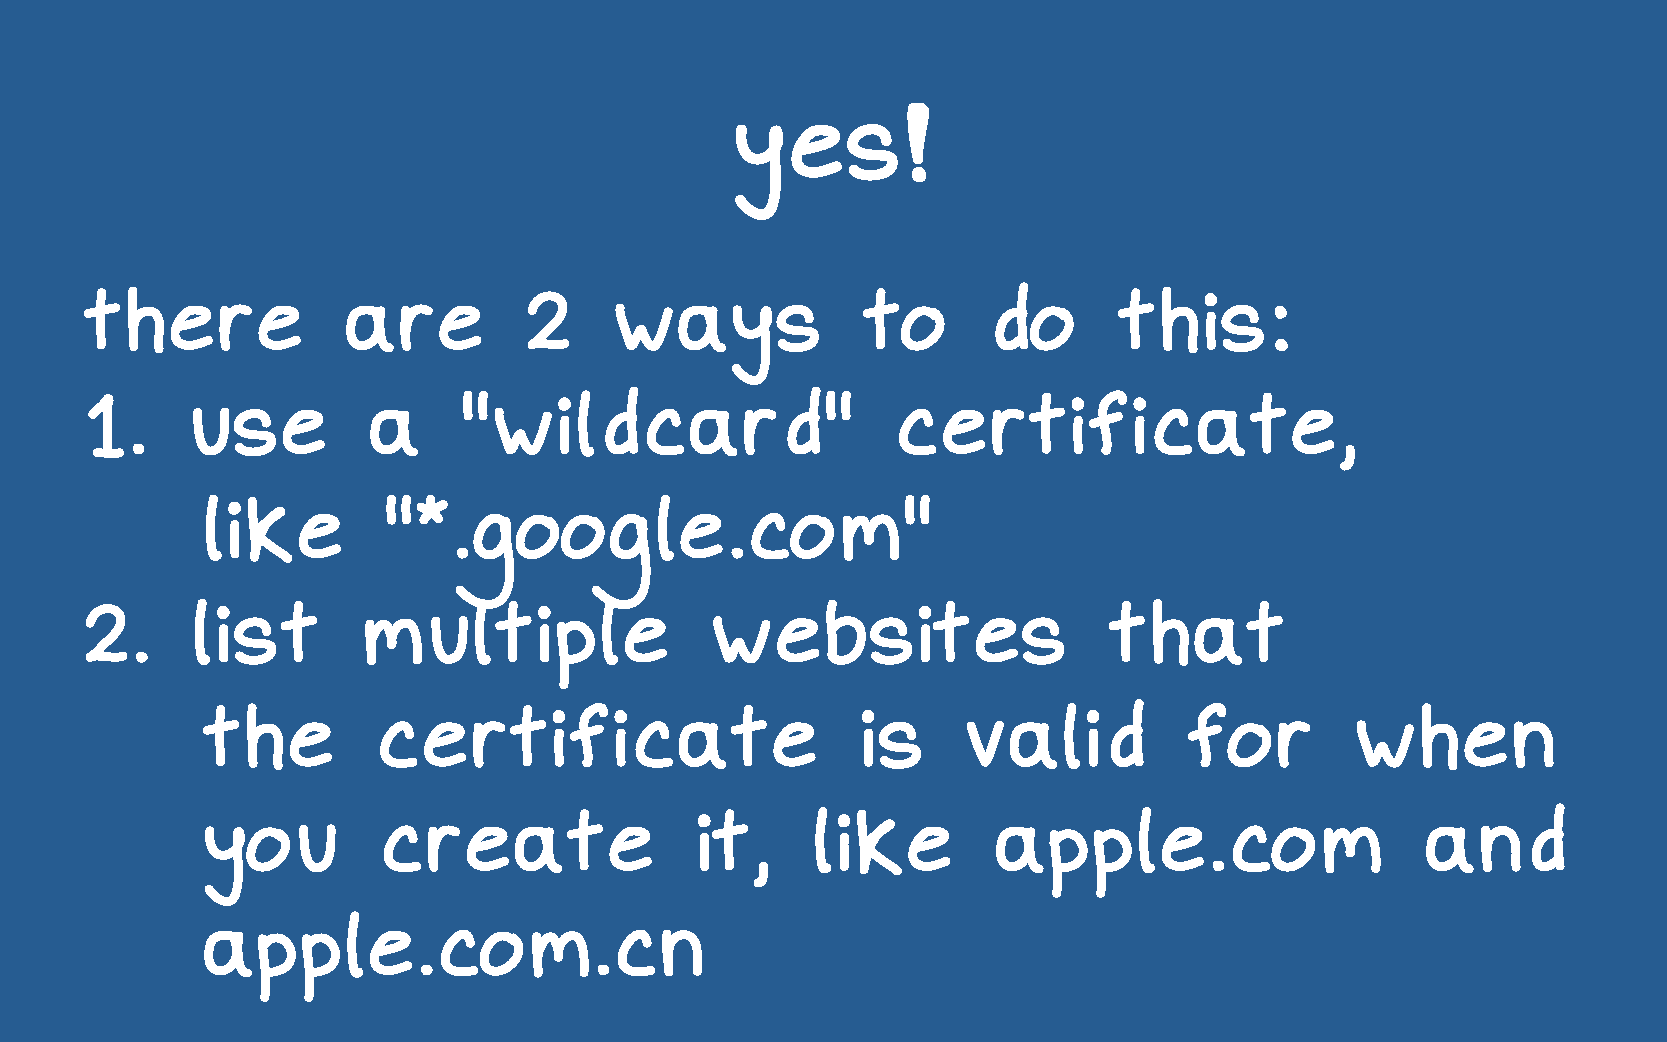 yes!
there are 2 ways to do this:
1. use a "wildcard" certificate,
like "*.google.com"
2. list multiple websites that
the certificate is valid for when
you create it, like apple.com and
apple.com.cn